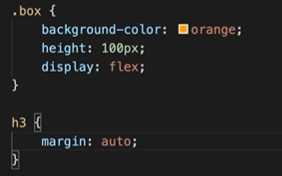 .box {
    background-color: orange;
    height: 100px;
    display: flex;
}
h3 {
    margin: auto;
}